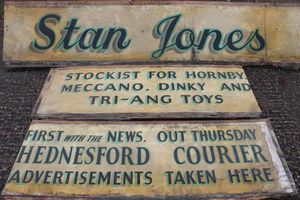 Stan Jones
STOCKIST FOR HORNBY
MECCANO, DINKY AND
TRI-ANG TOYS
FIRST WITH THE NEWS. OUT THURSDAY
HEDNESFORD COURIER
ADVERTISEMENTS TAKEN HERE